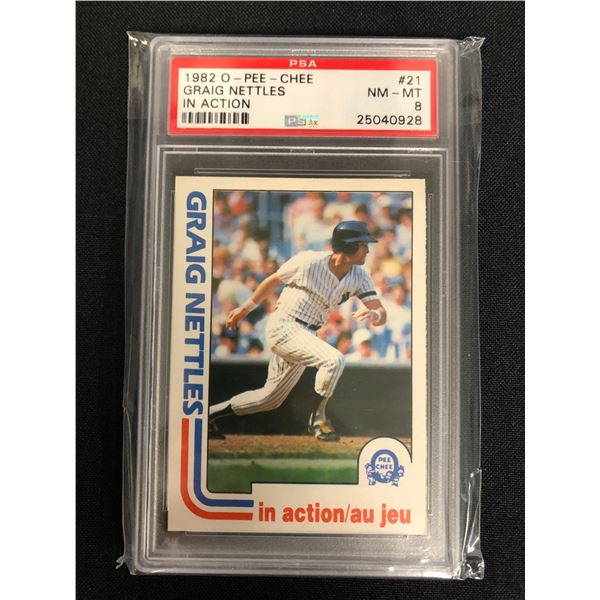 PSA
1982 O-PEE-CHEE #21
GRAIG NETTLES NM-MT
IN ACTION 8
PSA 25040928
GRAIG NETTLES
O
PEE
CHEE
in action/au jeu